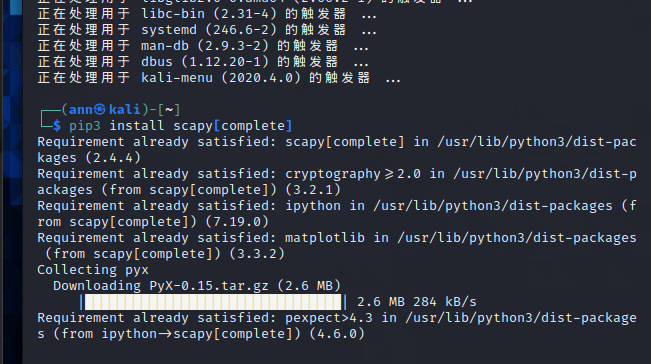 正在处理用于 libc-bin (2.31-4) 的触发器 ...
正在处理用于 systemd (246.6-2) 的触发器 ...
正在处理用于 man-db (2.9.3-2) 的触发器 ...
正在处理用于 dbus (1.12.20-1) 的触发器 ...
正在处理用于 kali-menu (2020.4.0) 的触发器 ...
┌──(ann㉿kali)-[~]
└─$ pip3 install scapy[complete]
Requirement already satisfied: scapy[complete] in /usr/lib/python3/dist-pac
kages (2.4.4)
Requirement already satisfied: cryptography>=2.0 in /usr/lib/python3/dist-p
ackages (from scapy[complete]) (3.2.1)
Requirement already satisfied: ipython in /usr/lib/python3/dist-packages (f
rom scapy[complete]) (7.19.0)
Requirement already satisfied: matplotlib in /usr/lib/python3/dist-packages
 (from scapy[complete]) (3.3.2)
Collecting pyx
  Downloading PyX-0.15.tar.gz (2.6 MB)
     |████████████████████████████████| 2.6 MB 284 kB/s
Requirement already satisfied: pexpect>4.3 in /usr/lib/python3/dist-package
s (from ipython->scapy[complete]) (4.6.0)